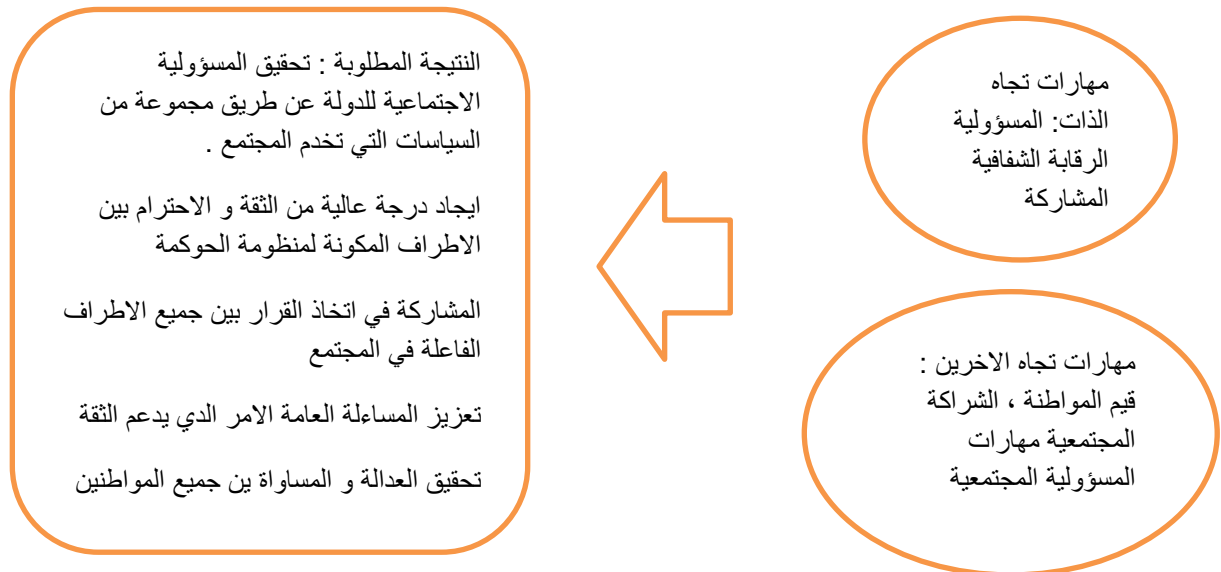 مهارات تجاه
الذات: المسؤولية
الرقابة الشفافية
المشاركة
مهارات تجاه الاخرين :
قيم المواطنة ، الشراكة
المجتمعية مهارات
المسؤولية المجتمعية
النتيجة المطلوبة : تحقيق المسؤولية
الاجتماعية للدولة عن طريق مجموعة من
السياسات التي تخدم المجتمع .
ايجاد درجة عالية من الثقة و الاحترام بين
الاطراف المكونة لمنظومة الحوكمة
المشاركة في اتخاذ القرار بين جميع الاطراف
الفاعلة في المجتمع
تعزيز المساءلة العامة الامر الدي يدعم الثقة
تحقيق العدالة و المساواة ين جميع المواطنين